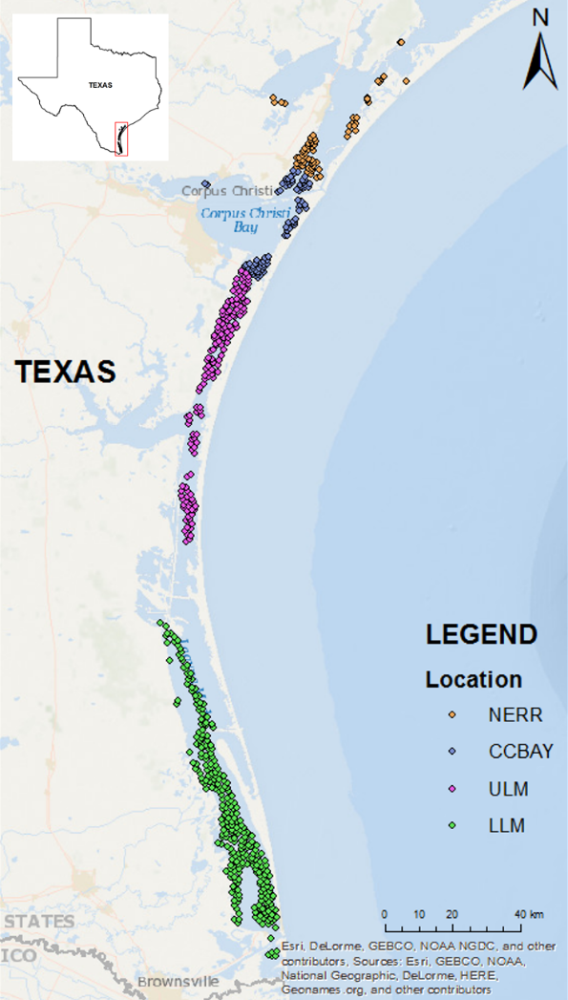 N
TEXAS
Corpus Christi
Corpus Christi
Bay
TEXAS
LEGEND
Location
NERR
CCBAY
ULM
LLM
0 10 20 40 km
STATES
ICO
Brownsville
Esri, DeLorme, GEBCO, NOAA NGDC, and other
contributors, Sources: Esri, GEBCO, NOAA,
National Geographic, DeLorme, HERE,
Geonames.org, and other contributors